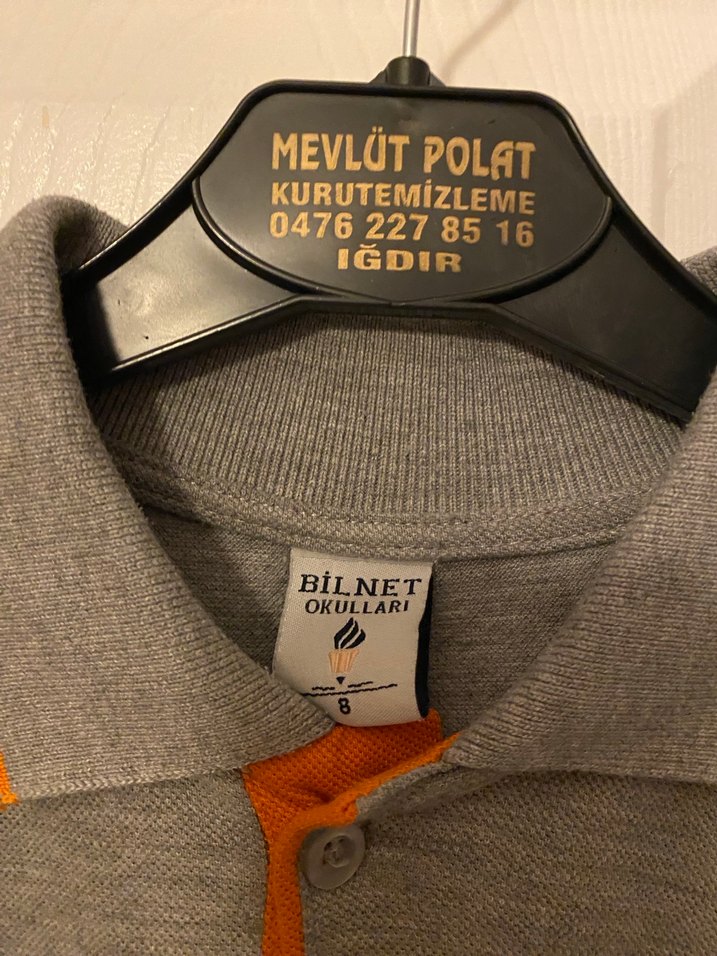 MEVLÜT POLAT
KURUTEMİZLEME
0476 227 85 16
IĞDIR
BİLNET
OKULLARI
8